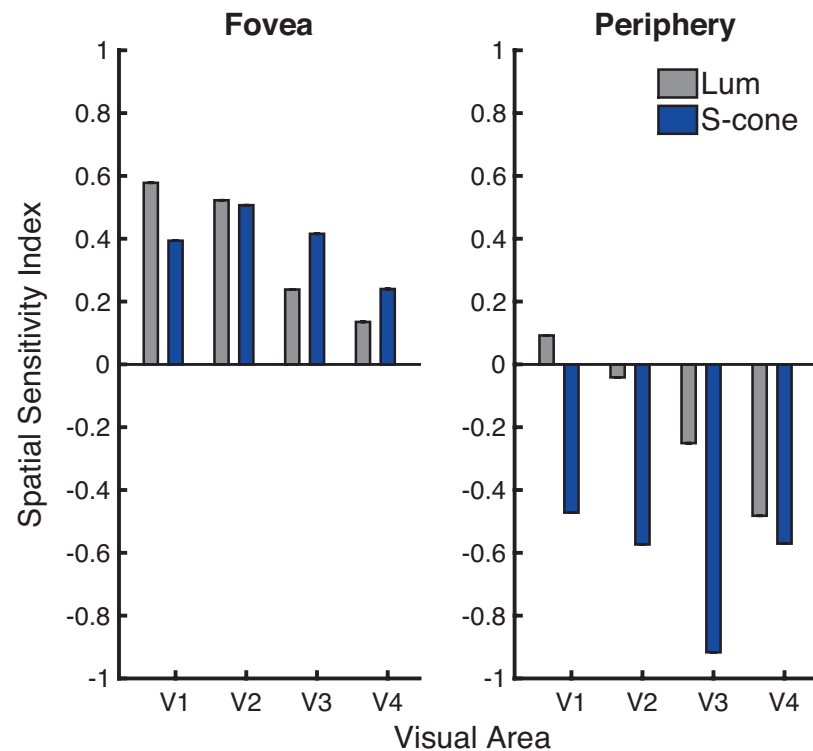 Fovea
Periphery
Lum
S-cone
Spatial Sensitivity Index
1
0.8
0.6
0.4
0.2
0
-0.2
-0.4
-0.6
-0.8
-1
V1 V2 V3 V4
1
0.8
0.6
0.4
0.2
0
-0.2
-0.4
-0.6
-0.8
-1
V1 V2 V3 V4
Visual Area